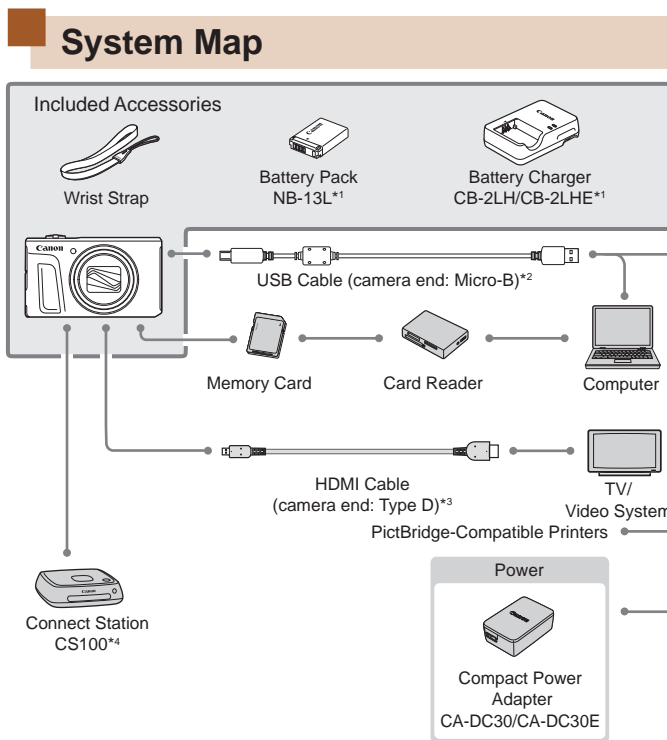 System Map
Included Accessories
Wrist Strap
Battery Pack
NB-13L*1
Battery Charger
CB-2LH/CB-2LHE*1
Canon
USB Cable (camera end: Micro-B)*2
Memory Card
Card Reader
Computer
HDMI Cable
(camera end: Type D)*3
TV/
Video System
PictBridge-Compatible Printers
Connect Station
CS100*4
Power
Compact Power
Adapter
CA-DC30/CA-DC30E